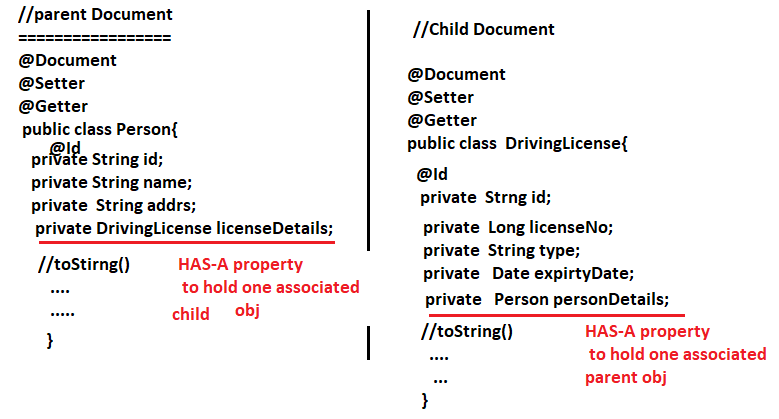 //parent Document
=================
@Document
@Setter
@Getter
public class Person{
@Id
private String id;
private String name;
private String addrs;
private DrivingLicense licenseDetails;
//toStirng()
....
.....
}
HAS-A property
to hold one associated
child obj
//Child Document
@Document
@Setter
@Getter
public class DrivingLicense{
@Id
private Strng id;
private Long licenseNo;
private String type;
private Date expirtyDate;
private Person personDetails;
//toString()
....
...
}
HAS-A property
to hold one associated
parent obj